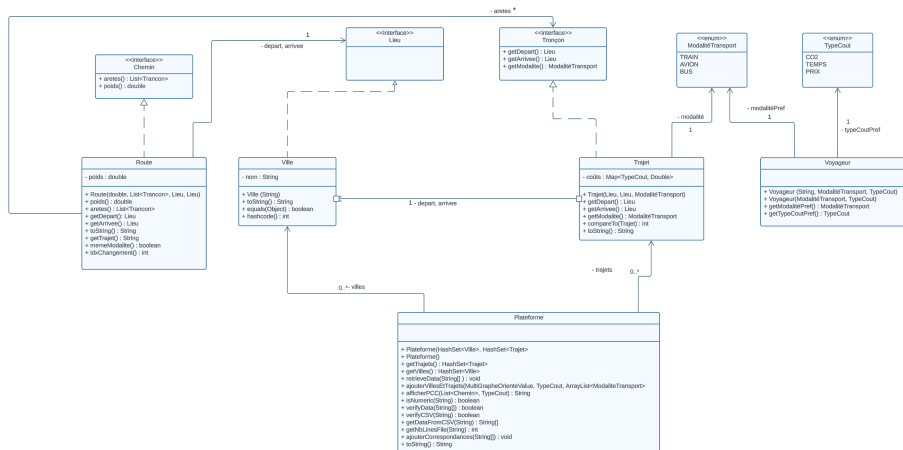 - aretes *
<<interface>>
Lieu
1
- depart, arrivee
<<interface>>
Tronçon
+ getDepart() : Lieu
+ getArrivee() : Lieu
+ getModalite() : ModalitéTransport
<<enum>>
ModalitéTransport
TRAIN
AVION
BUS
<<enum>>
TypeCout
CO2
TEMPS
PRIX
<<interface>>
Chemin
+ aretes() : List<Trancon>
+ poids() : double
- modalité
1
- modalitéPref
1
1
- typeCoutPref
Route
- poids : double
+ Route(double, List<Trancon>, Lieu, Lieu)
+ poids() : double
+ aretes() : List<Trancon>
+ getDepart() : Lieu
+ getArrivee() : Lieu
+ toString() : String
+ getTrajet() : String
+ memeModalite() : boolean
+ idxChangement() : int
Ville
- nom : String
+ Ville (String)
+ toString() : String
+ equals(Object) : boolean
+ hashcode() : int
1 - depart, arrivee
Trajet
- coûts : Map<TypeCout, Double>
+ Trajet(Lieu, Lieu, ModalitéTransport)
+ getDepart() : Lieu
+ getArrivee() : Lieu
+ getModalite() : ModalitéTransport
+ compareTo(Trajet) : int
+ toString() : String
Voyageur
+ Voyageur (String, ModalitéTransport, TypeCout)
+ Voyageur(ModalitéTransport, TypeCout)
+ getModalitePref() : ModalitéTransport
+ getTypeCoutPref() : TypeCout
- trajets
0..*
0..*- villes
Plateforme
+ Plateforme(HashSet<Ville>, HashSet<Trajet>
+ Plateforme()
+ getTrajets() : HashSet<Trajet>
+ getVilles() : HashSet<Ville>
+ retrieveData(String[] ) : void
+ ajouterVillesEtTrajets(MultiGrapheOrienteValue, TypeCout, ArrayList<ModaliteTransport>
+ afficherPCC(List<Chemin>, TypeCout) : String
+ isNumeric(String) : boolean
+ verifyData(String[]) : boolean
+ verifyCSV(String) : boolean
+ getDataFromCSV(String) : String[]
+ getNbLinesFile(String) : int
+ ajouterCorrespondances(String[]) : void
+ toString() : String